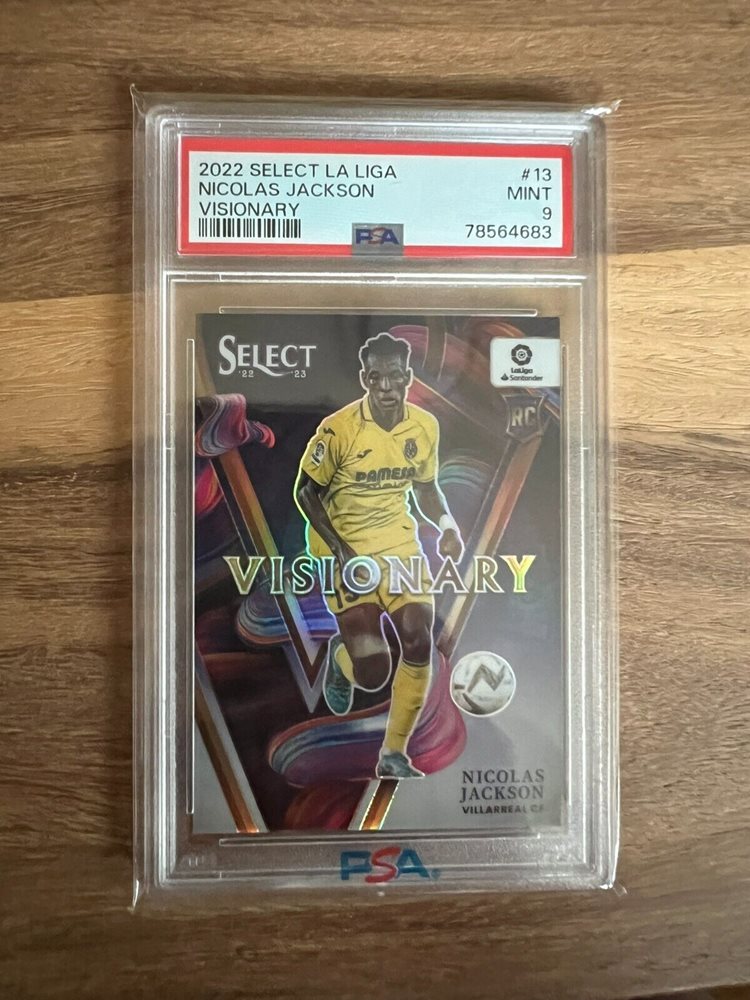 2022 SELECT LA LIGA #13
NICOLAS JACKSON MINT
VISIONARY 9
PSA 78564683
SELECT
'22 '23
LaLiga
Santander
RC
PAMESA
VISIONARY
NICOLAS
JACKSON
VILLARREAL CF
PSA